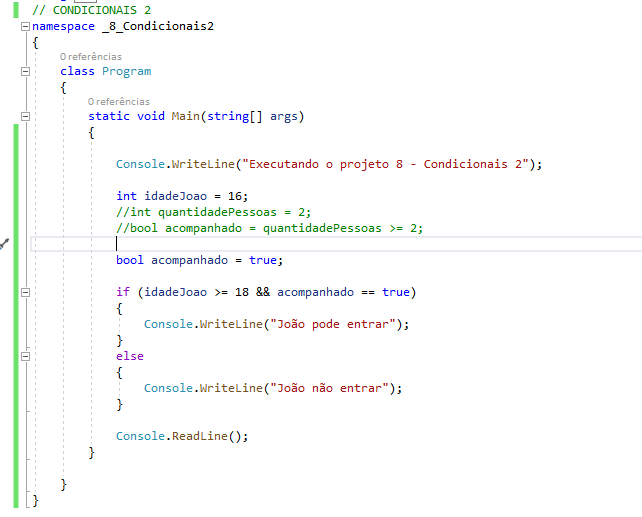 // CONDICIONAIS 2
namespace _8_Condicionais2
{
0 referências
class Program
{
0 referências
static void Main(string[] args)
{
Console.WriteLine("Executando o projeto 8 - Condicionais 2");
int idadeJoao = 16;
//int quantidadePessoas = 2;
//bool acompanhado = quantidadePessoas >= 2;
bool acompanhado = true;
if (idadeJoao >= 18 && acompanhado == true)
{
Console.WriteLine("João pode entrar");
}
else
{
Console.WriteLine("João não entrar");
}
Console.ReadLine();
}
}
}